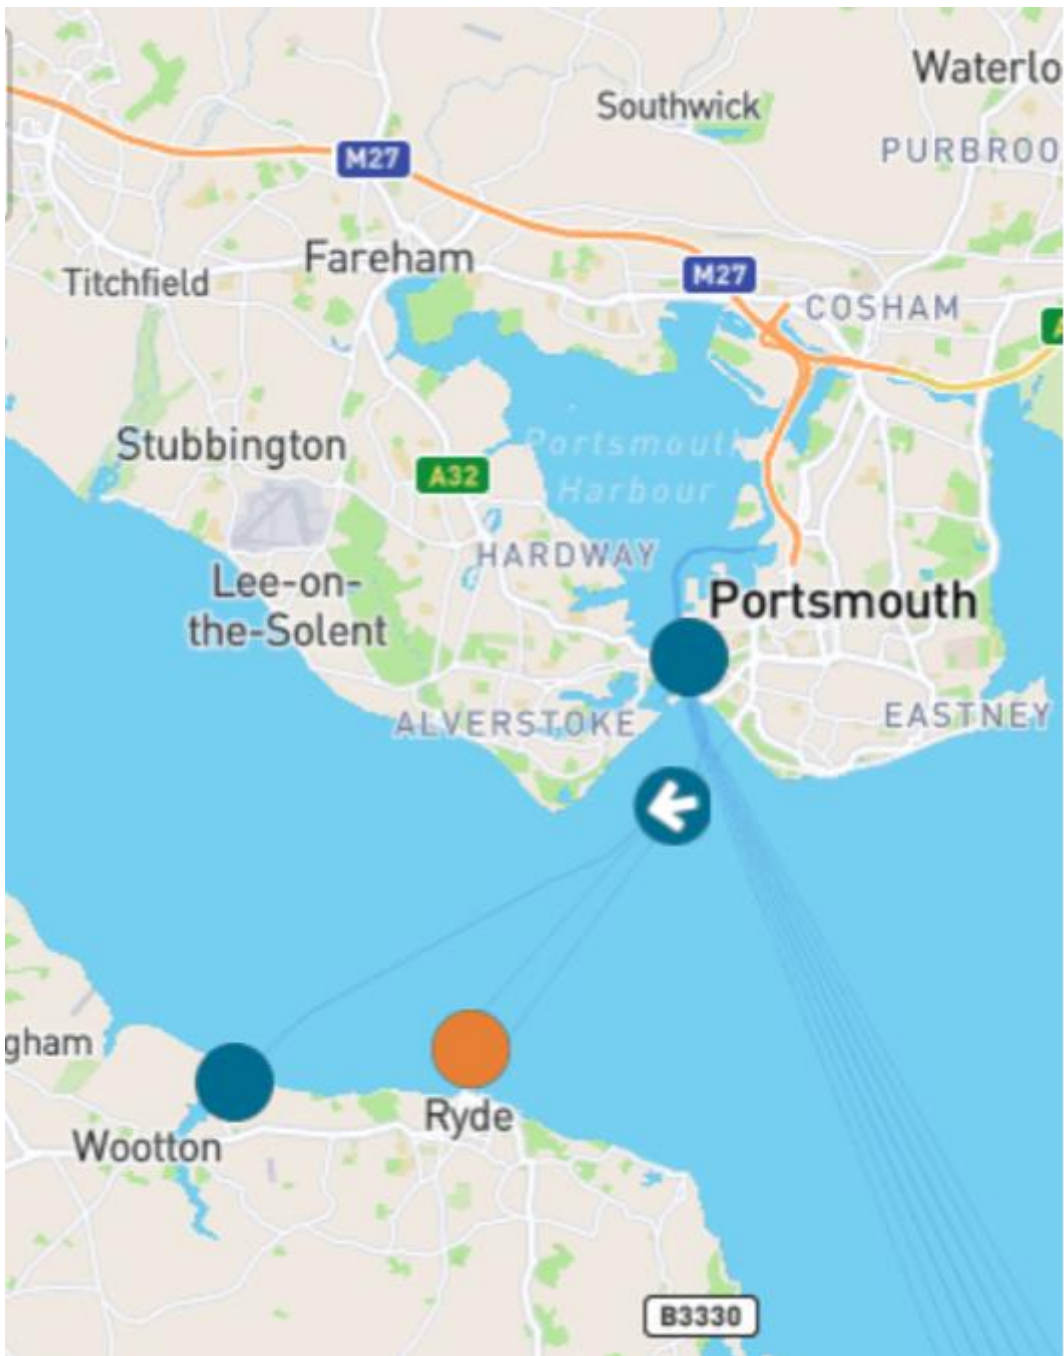 Waterlo
Southwick
PURBROO
M27
Fareham
M27
Titchfield
COSHAM
Stubbington
Portsmouth
Harbour
A32
HARDWAY
Lee-on-
the-Solent
Portsmouth
ALVERSTOKE
EASTNEY
gham
Ryde
Wootton
B3330